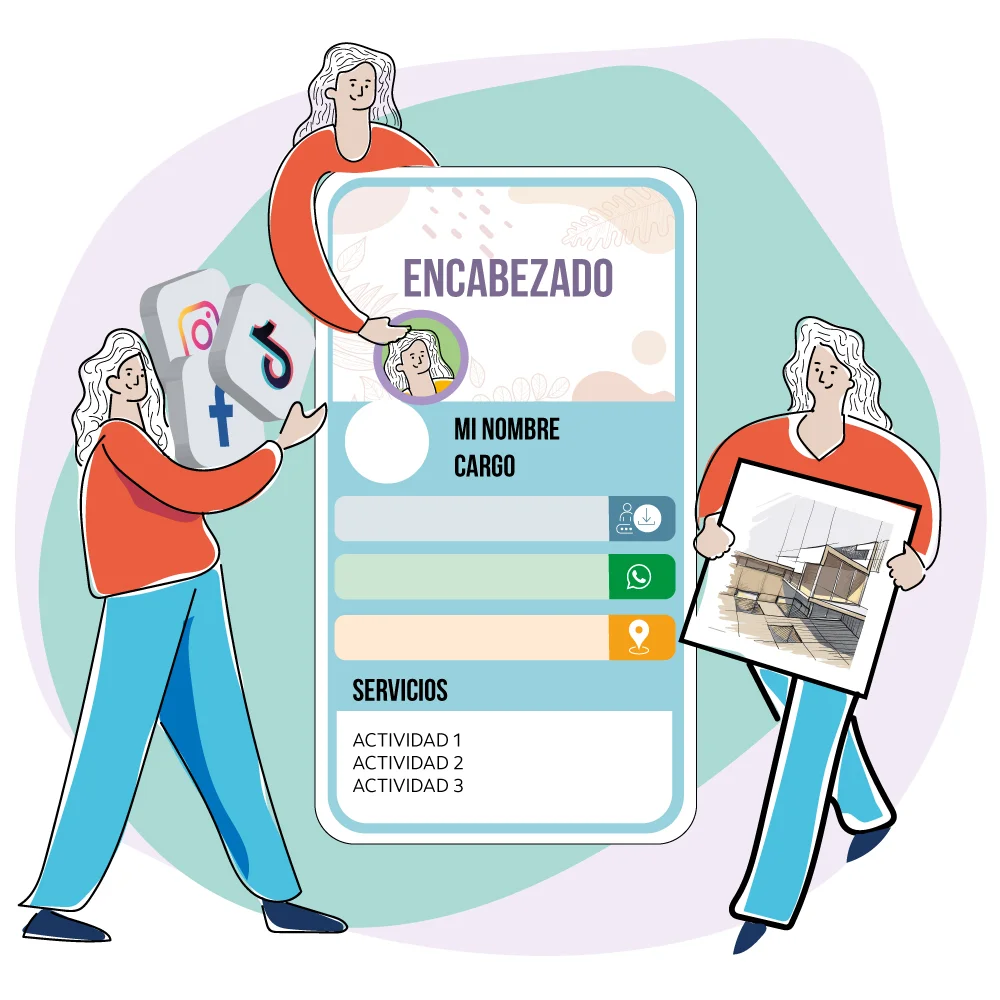 ENCABEZADO
MI NOMBRE
CARGO
SERVICIOS
ACTIVIDAD 1
ACTIVIDAD 2
ACTIVIDAD 3